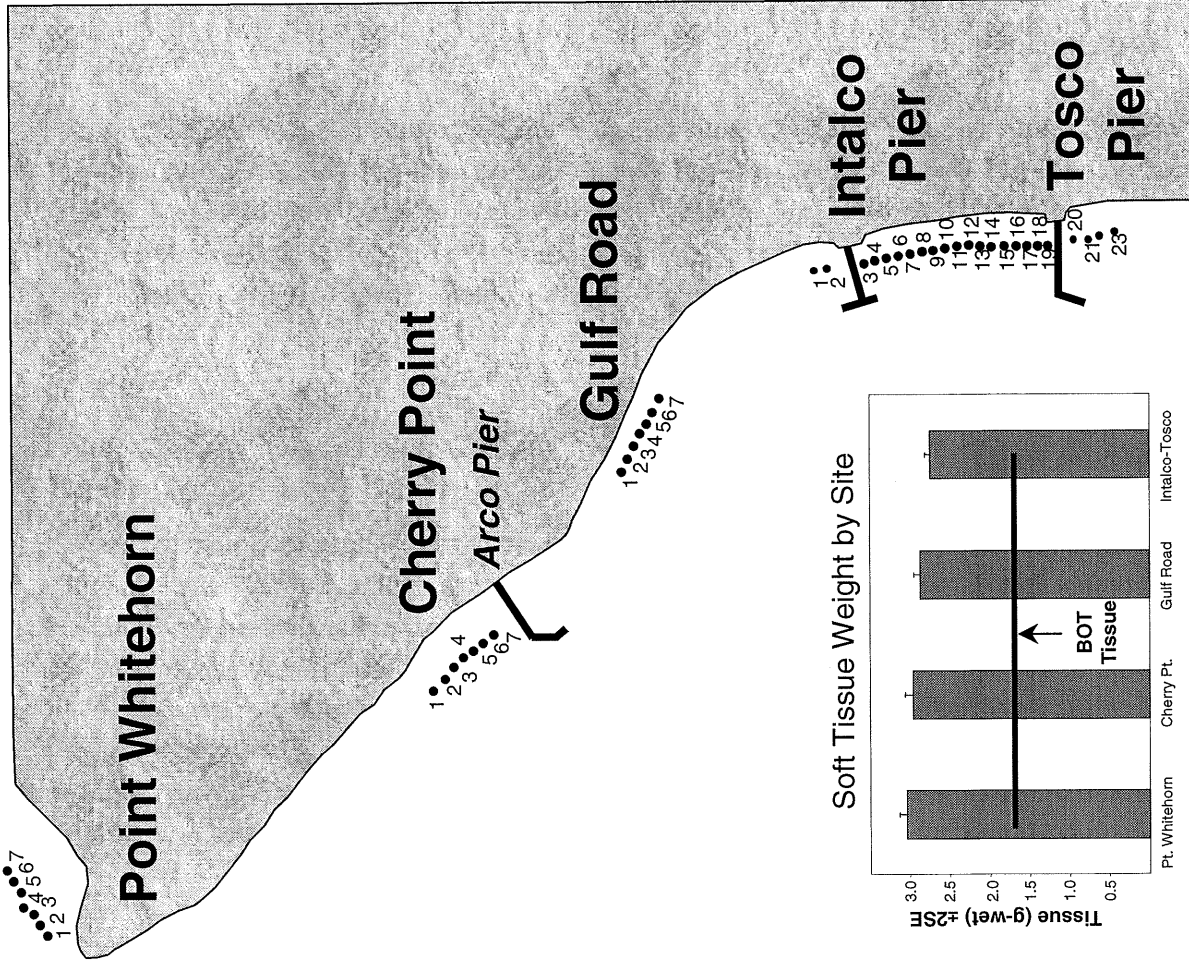 Point Whitehorn
1 2 3 4 5 6 7
Cherry Point
Arco Pier
1 2 3 4 5 6 7
Gulf Road
1 2 3 4 5 6 7
Intalco
Pier
1 2
3 4 5 6 7 8 9 10 11 12 13 14 15 16 17 18 19
Tosco
Pier
20 21 23
Soft Tissue Weight by Site
Tissue (g-wet) ±2SE
3.0
2.5
2.0
1.5
1.0
0.5
BOT
Tissue
Pt. Whitehorn
Cherry Pt.
Gulf Road
Intalco-Tosco